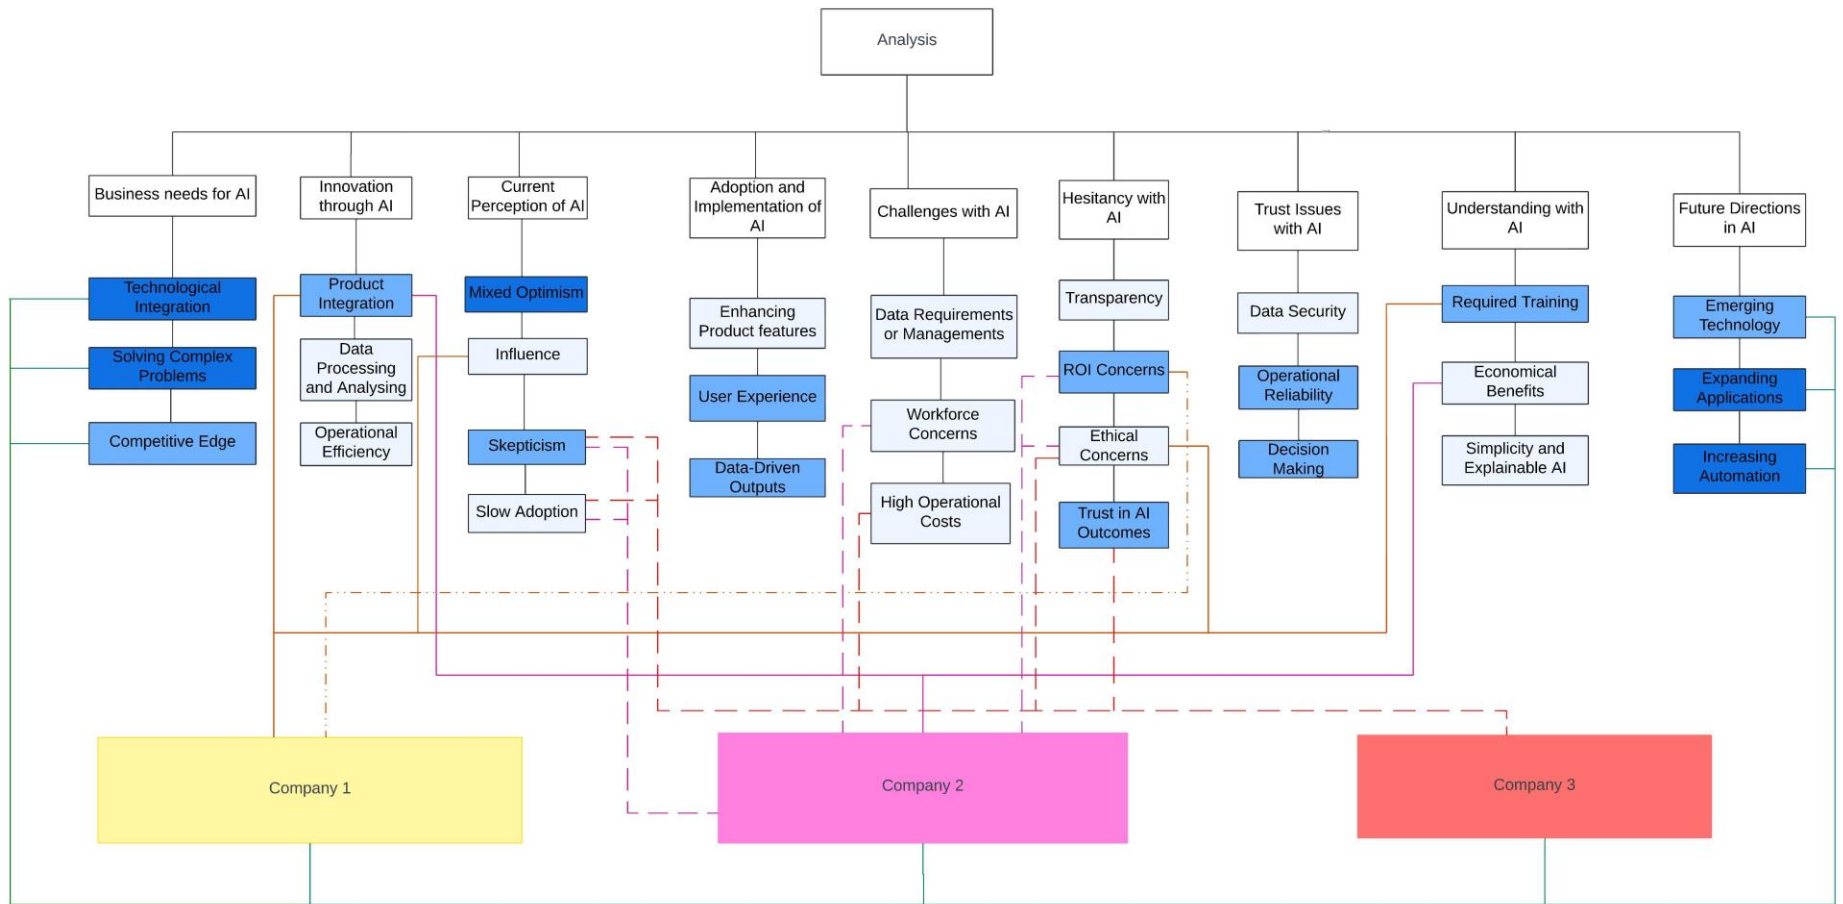 Analysis
Business needs for AI
Technological
Integration
Solving Complex
Problems
Competitive Edge
Innovation
through AI
Product
Integration
Data
Processing
and Analysing
Operational
Efficiency
Current
Perception of AI
Mixed Optimism
Influence
Skepticism
Slow Adoption
Adoption and
Implementation of
AI
Enhancing
Product features
User Experience
Data-Driven
Outputs
Challenges with AI
Data Requirements
or Managements
Workforce
Concerns
High Operational
Costs
Hesitancy with
AI
Transparency
ROI Concerns
Ethical
Concerns
Trust in AI
Outcomes
Trust Issues
with AI
Data Security
Operational
Reliability
Decision
Making
Understanding with
AI
Required Training
Economical
Benefits
Simplicity and
Explainable AI
Future Directions
in AI
Emerging
Technology
Expanding
Applications
Increasing
Automation
Company 1
Company 2
Company 3